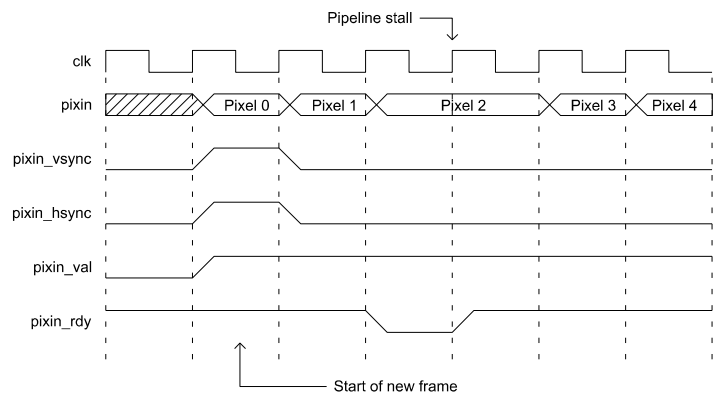 Pipeline stall
clk
pixin Pixel 0 Pixel 1 Pixel 2 Pixel 3 Pixel 4
pixin_vsync
pixin_hsync
pixin_val
pixin_rdy
Start of new frame